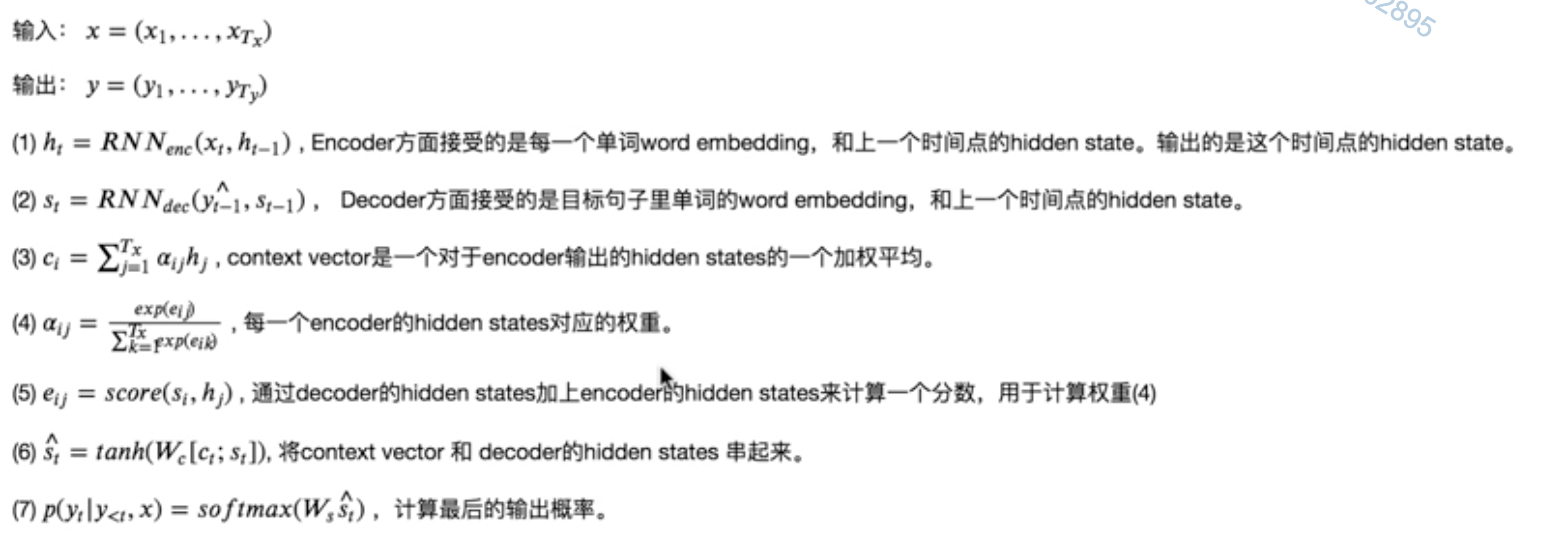 2895
输入： x = (x₁, . . . , x_{T_x})
输出： y = (y₁, . . . , y_{T_y})
(1) h_t = RNN_{enc}(x_t, h_{t−1}) , Encoder方面接受的是每一个单词word embedding，和上一个时间点的hidden state。输出的是这个时间点的hidden state。
(2) s_t = RNN_{dec}(\hat{y_{t−1}}, s_{t−1}) ， Decoder方面接受的是目标句子里单词的word embedding，和上一个时间点的hidden state。
(3) c_i = ∑_{j=1}^{T_x} α_{ij}h_j , context vector是一个对于encoder输出的hidden states的一个加权平均。
(4) α_{ij} = \frac{exp(e_{ij})}{∑_{k=1}^{T_x} exp(e_{ik})} , 每一个encoder的hidden states对应的权重。
(5) e_{ij} = score(s_i, h_j) , 通过decoder的hidden states加上encoder的hidden states来计算一个分数，用于计算权重(4)
(6) \hat{s_t} = tanh(W_c[c_t; s_t]), 将context vector 和 decoder的hidden states 串起来。
(7) p(y_t|y_{<t}, x) = softmax(W_s\hat{s_t}) ，计算最后的输出概率。